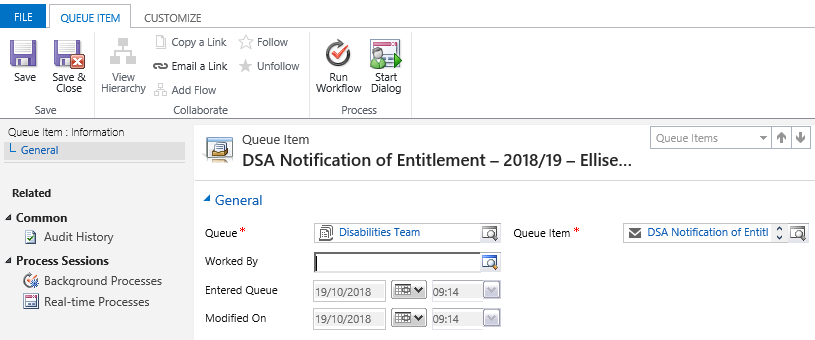 FILE QUEUE ITEM CUSTOMIZE
Save
Save & Close
View Hierarchy
Copy a Link
Email a Link
Add Flow
Follow
Unfollow
Run Workflow
Start Dialog
Save Collaborate Process
Queue Item : Information
General
Related
Common
Audit History
Process Sessions
Background Processes
Real-time Processes
Queue Item
DSA Notification of Entitlement – 2018/19 – Ellise...
Queue Items
General
Queue * Disabilities Team Queue Item * DSA Notification of Entitl
Worked By
Entered Queue 19/10/2018 09:14
Modified On 19/10/2018 09:14